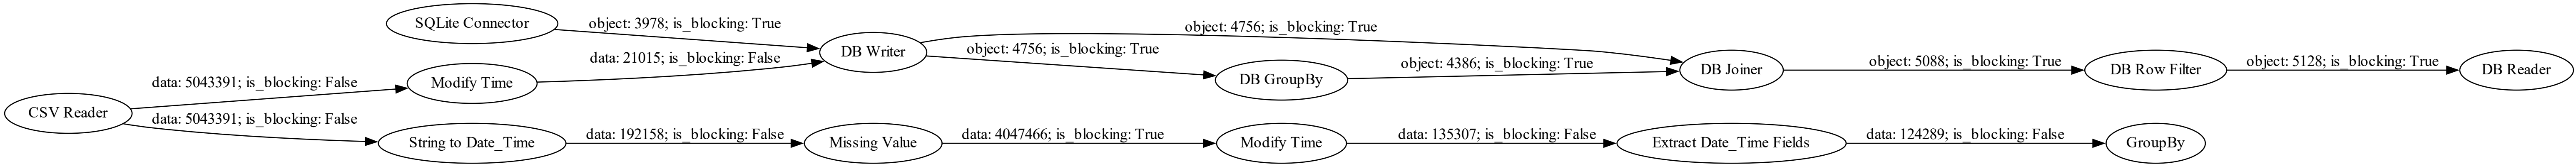 SQLite Connector
object: 3978; is_blocking: True
object: 4756; is_blocking: True
data: 5043391; is_blocking: False
Modify Time
data: 21015; is_blocking: False
DB Writer
object: 4756; is_blocking: True
DB GroupBy
object: 4386; is_blocking: True
DB Joiner
object: 5088; is_blocking: True
DB Row Filter
object: 5128; is_blocking: True
DB Reader
CSV Reader
data: 5043391; is_blocking: False
String to Date_Time
data: 192158; is_blocking: False
Missing Value
data: 4047466; is_blocking: True
Modify Time
data: 135307; is_blocking: False
Extract Date_Time Fields
data: 124289; is_blocking: False
GroupBy